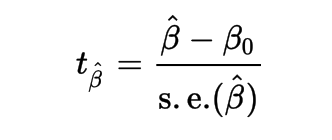 t_β̂ = (β̂ − β₀) / s.e.(β̂)